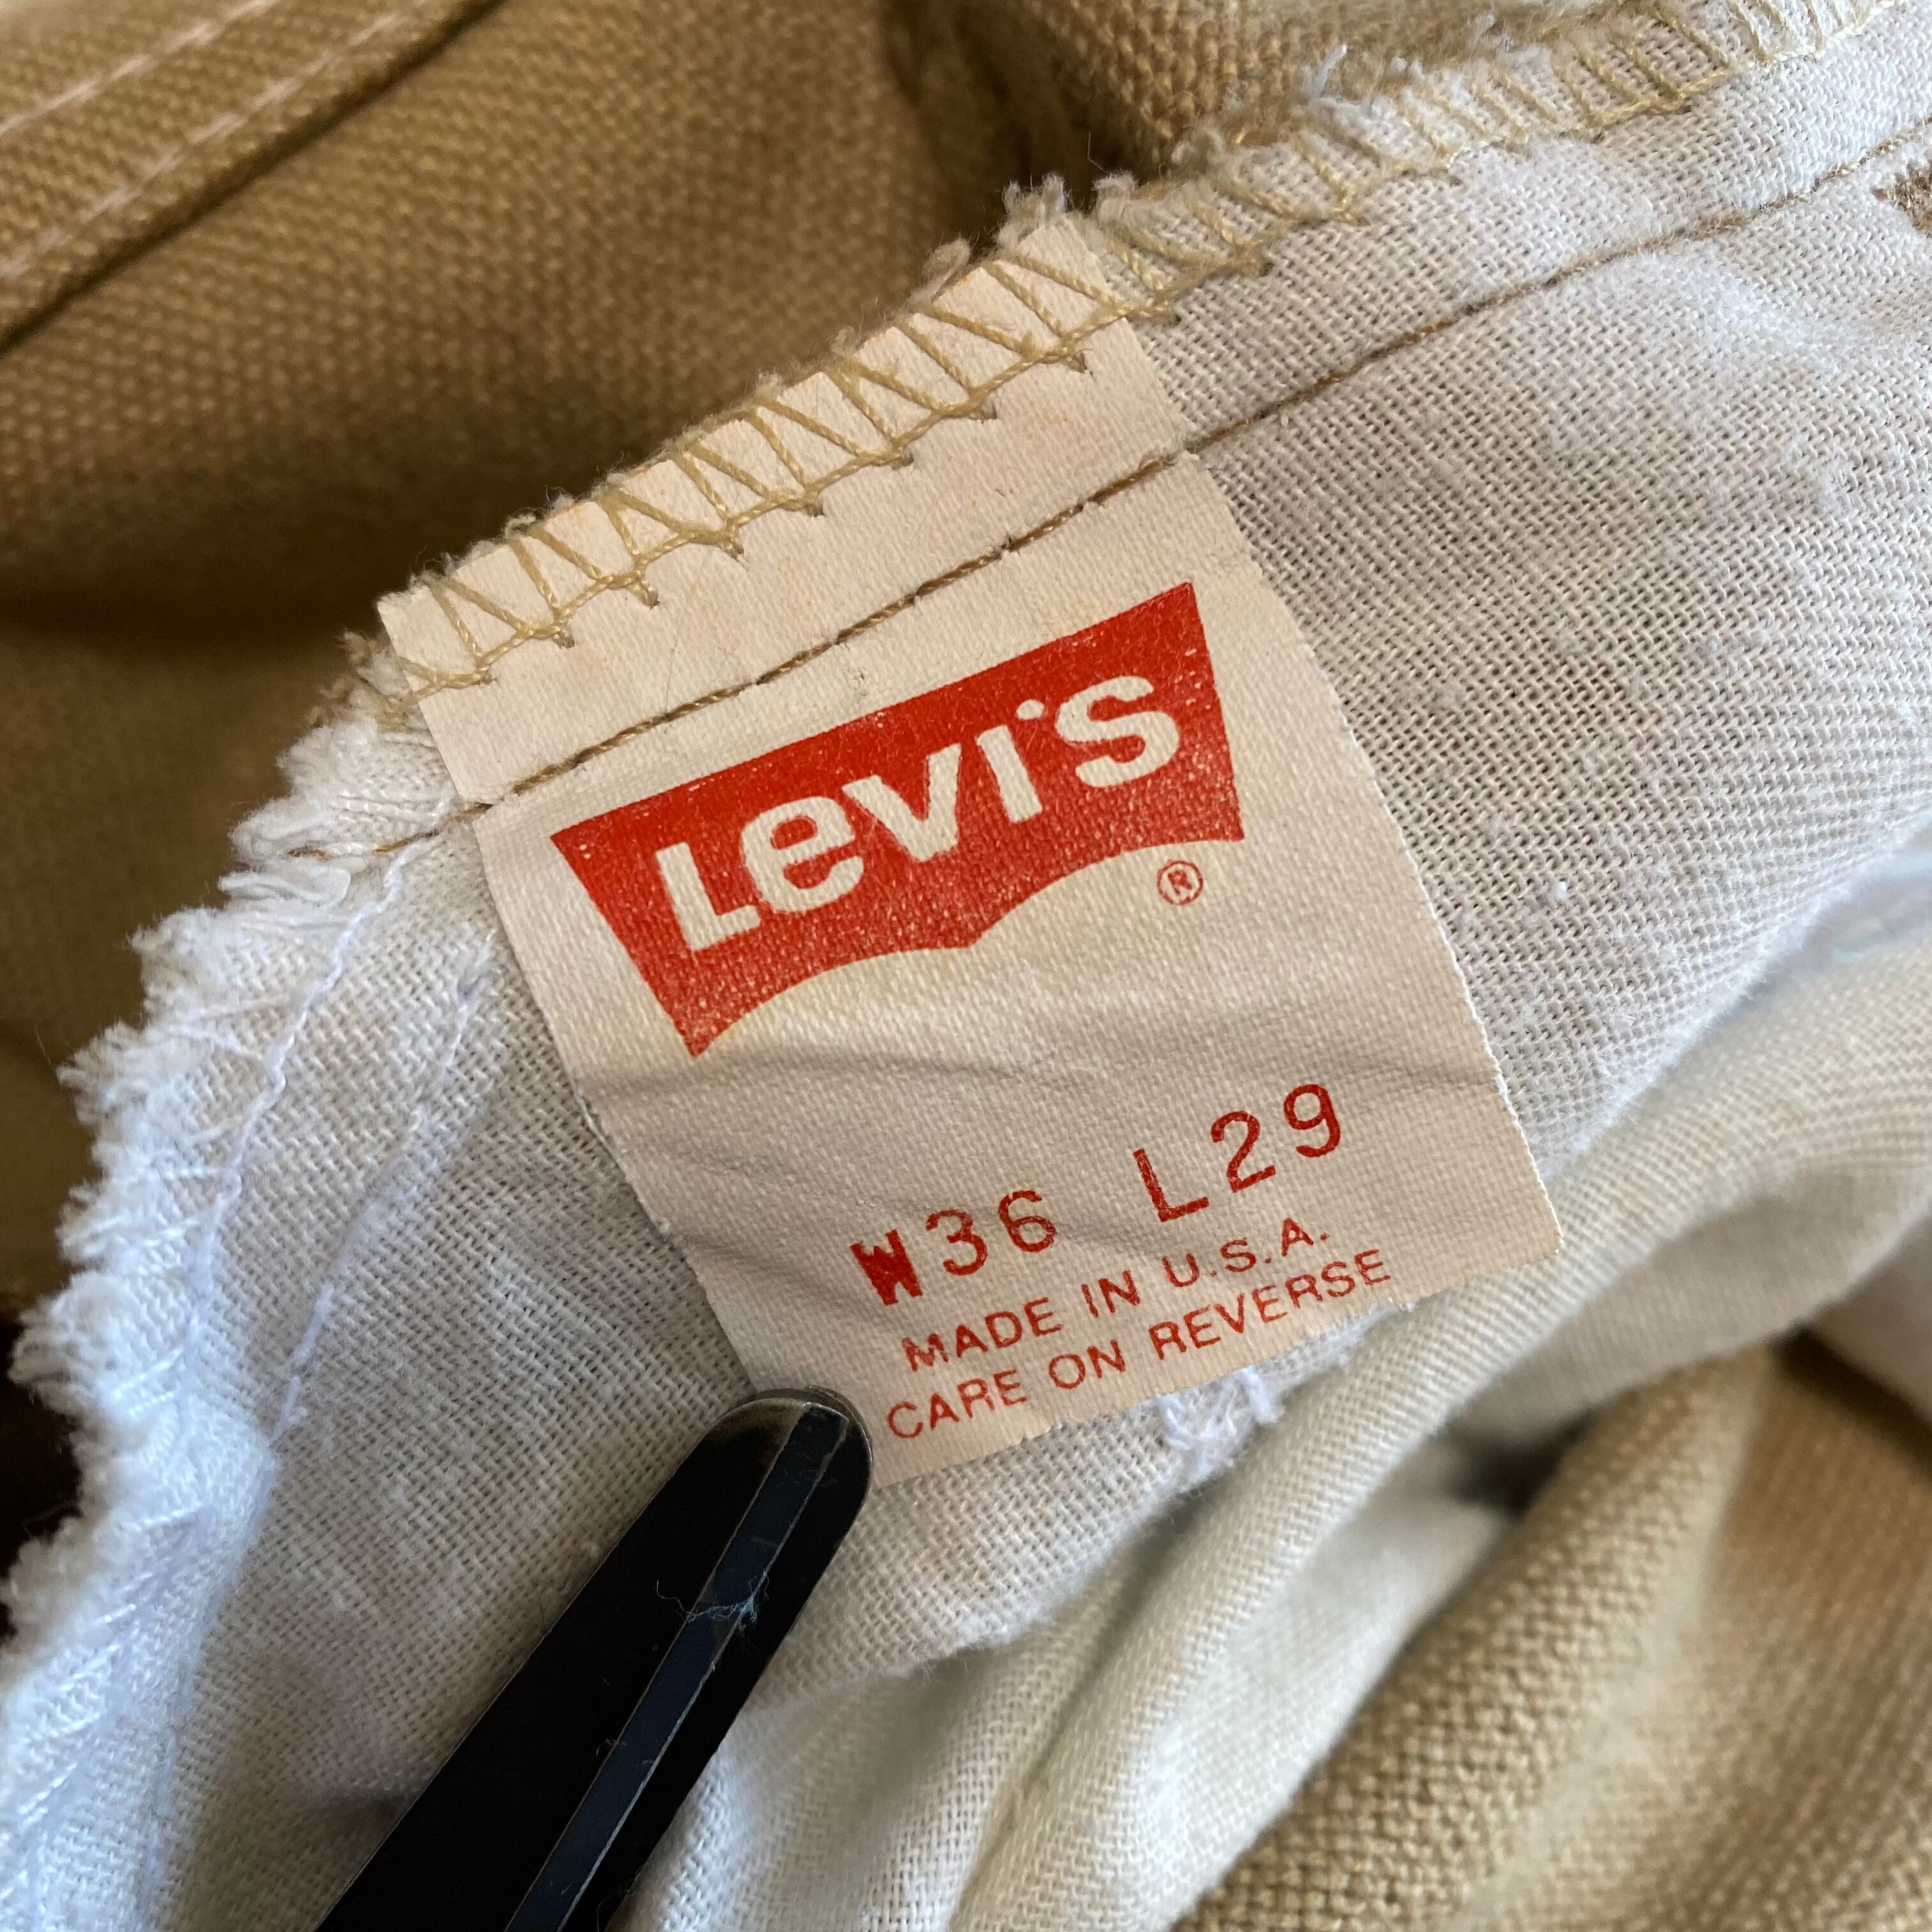 Levi's
®
W36 L29
MADE IN U.S.A.
CARE ON REVERSE